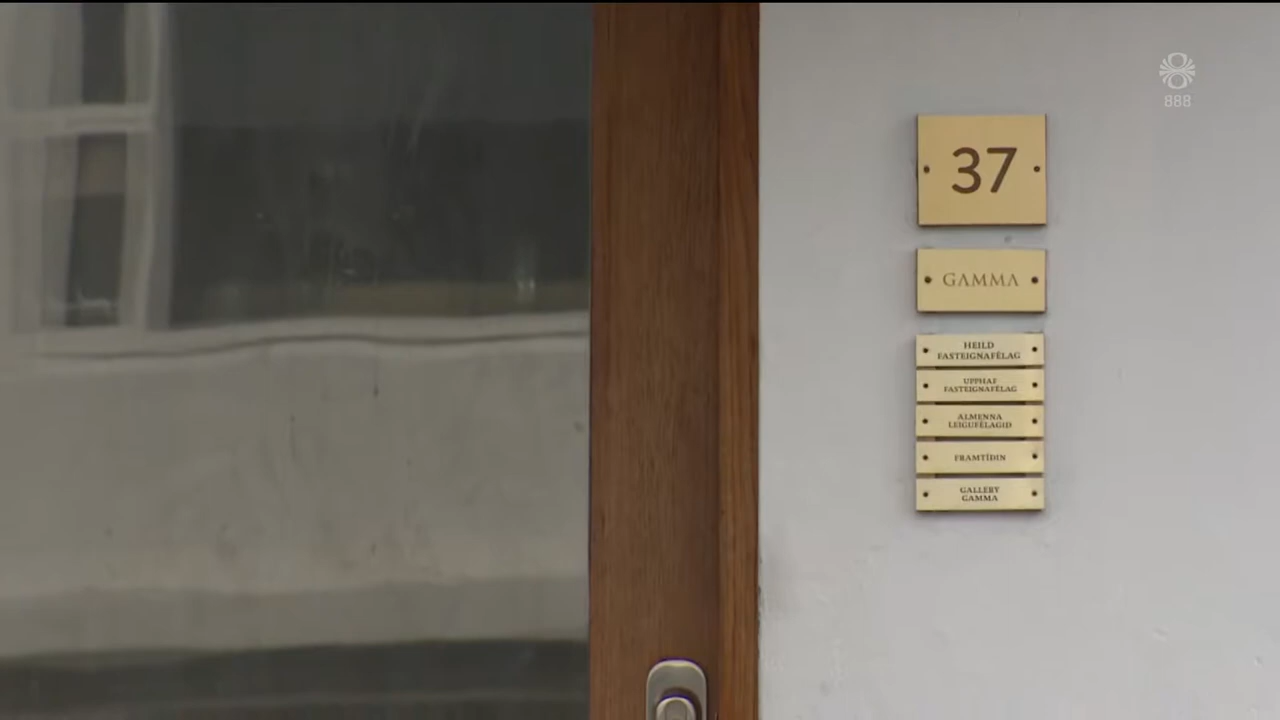 888
37
GAMMA
HEILD
FASTEIGNAFÉLAG
UPPHAF
FASTEIGNAFÉLAG
ALMENNA
LEIGUFÉLAGIÐ
FRAMTÍÐIN
GALLERY
GAMMA